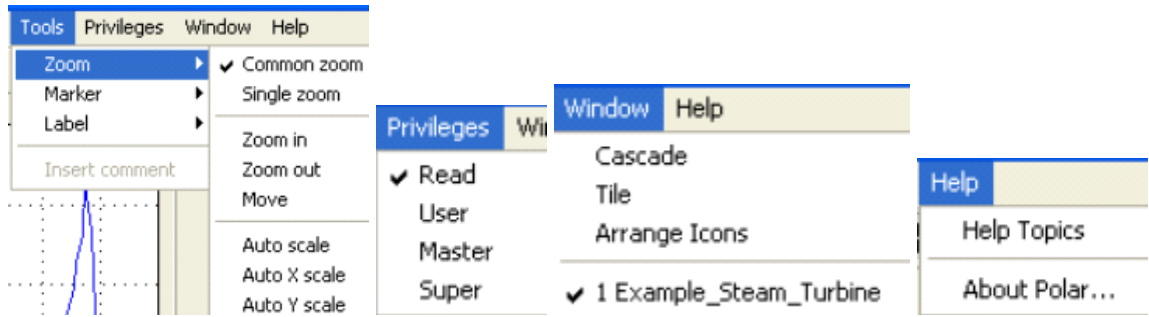 Tools Privileges Window Help
Zoom
Marker
Label
Insert comment
Common zoom
Single zoom
Zoom in
Zoom out
Move
Auto scale
Auto X scale
Auto Y scale
Privileges
Read
User
Master
Super
Window Help
Cascade
Tile
Arrange Icons
1 Example_Steam_Turbine
Help
Help Topics
About Polar...